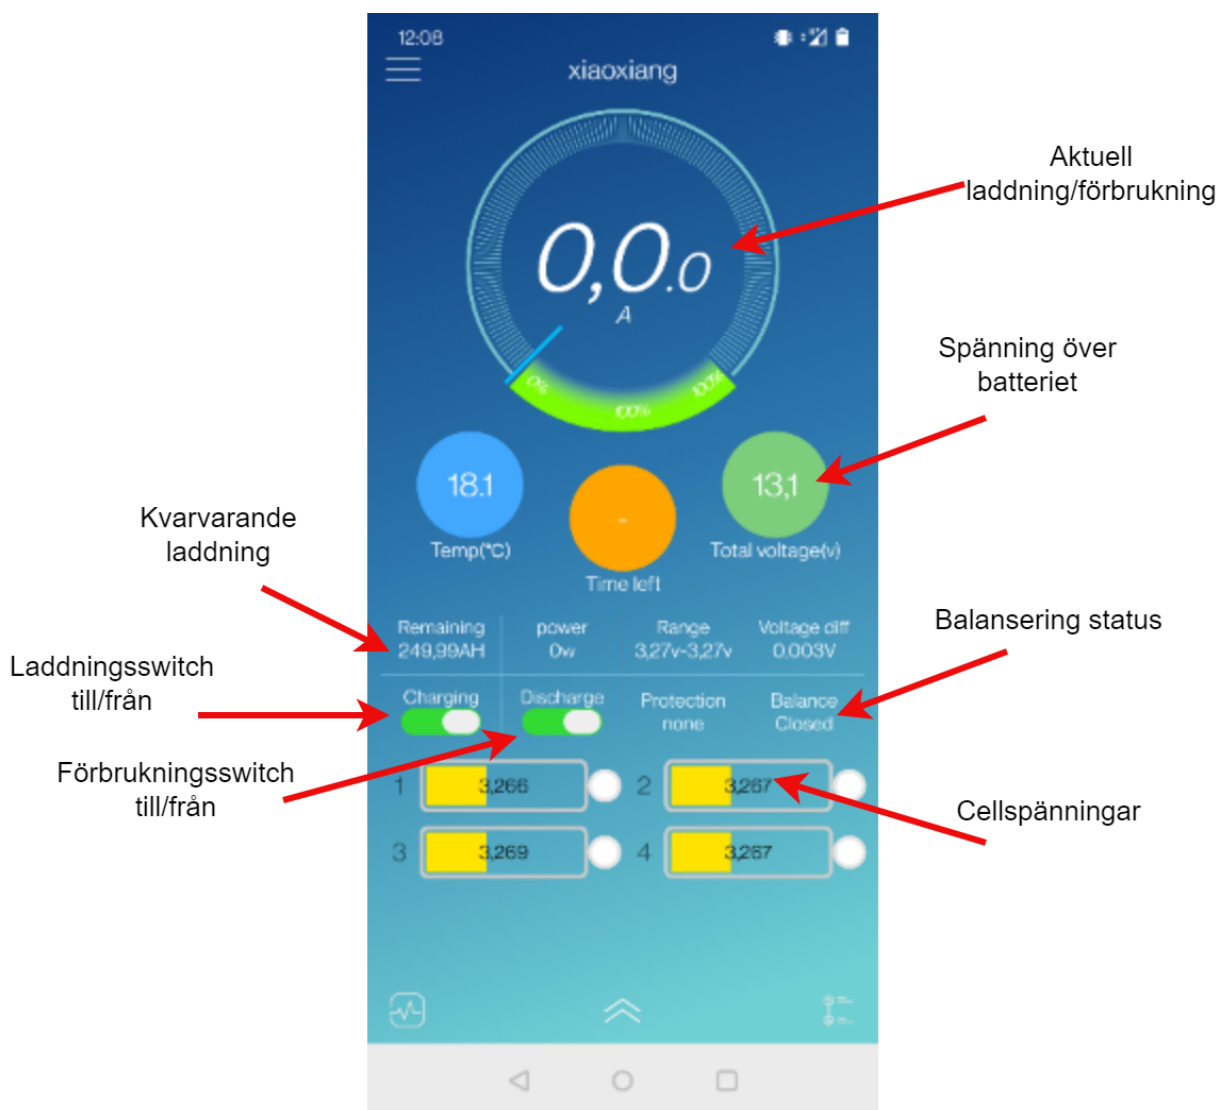 12:08
xiaoxiang
Aktuell
laddning/förbrukning
0,0.0
A
0%
100%
100%
Spänning över
batteriet
18.1
-
13,1
Temp(°C)
Time left
Total voltage(v)
Kvarvarande
laddning
Remaining
249,99AH
power
0w
Range
3,27v-3,27v
Voltage diff
0.003V
Balansering status
Laddningsswitch
till/från
Charging
Discharge
Protection
none
Balance
Closed
Förbrukningsswitch
till/från
1
3,266
2
3,267
Cellspänningar
3
3,269
4
3,267